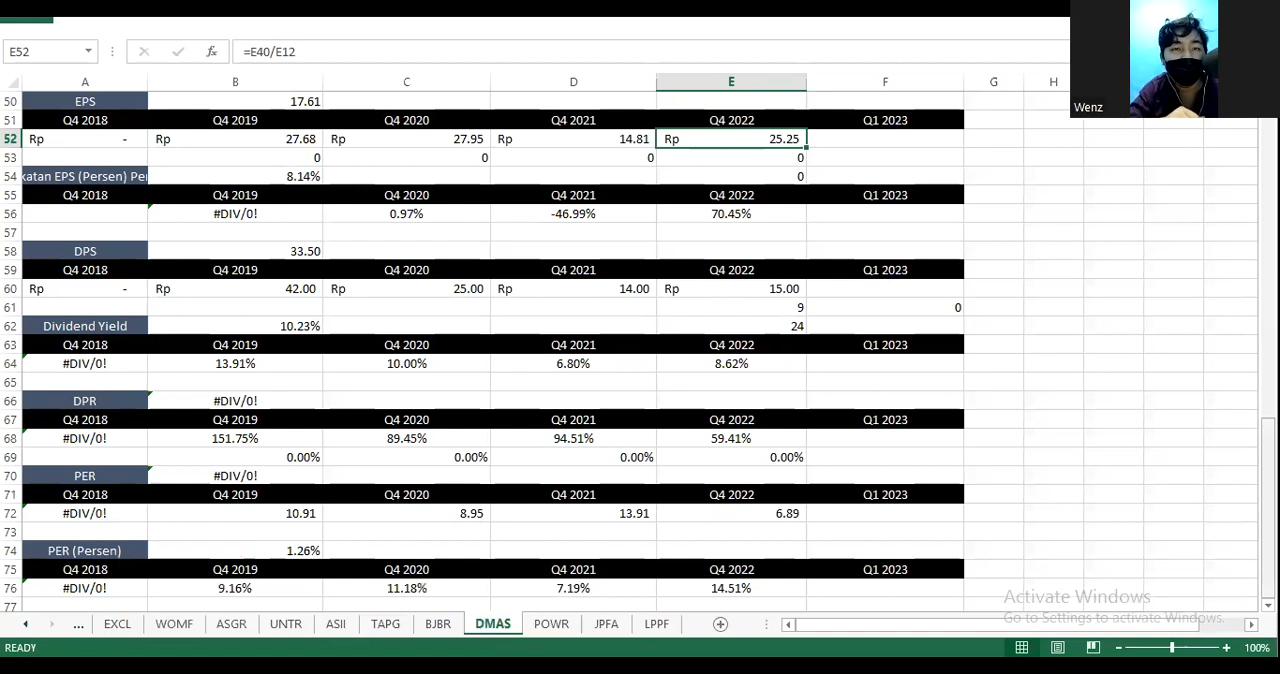 E52 fx =E40/E12
Wenz
A B C D E F G H
50 EPS 17.61
51 Q4 2018 Q4 2019 Q4 2020 Q4 2021 Q4 2022 Q1 2023
52 Rp - Rp 27.68 Rp 27.95 Rp 14.81 Rp 25.25
53 0 0 0 0
54 katan EPS (Persen) Pe 8.14% 0
55 Q4 2018 Q4 2019 Q4 2020 Q4 2021 Q4 2022 Q1 2023
56 #DIV/0! 0.97% -46.99% 70.45%
57
58 DPS 33.50
59 Q4 2018 Q4 2019 Q4 2020 Q4 2021 Q4 2022 Q1 2023
60 Rp - Rp 42.00 Rp 25.00 Rp 14.00 Rp 15.00
61 9 0
62 Dividend Yield 10.23% 24
63 Q4 2018 Q4 2019 Q4 2020 Q4 2021 Q4 2022 Q1 2023
64 #DIV/0! 13.91% 10.00% 6.80% 8.62%
65
66 DPR #DIV/0!
67 Q4 2018 Q4 2019 Q4 2020 Q4 2021 Q4 2022 Q1 2023
68 #DIV/0! 151.75% 89.45% 94.51% 59.41%
69 0.00% 0.00% 0.00% 0.00%
70 PER #DIV/0!
71 Q4 2018 Q4 2019 Q4 2020 Q4 2021 Q4 2022 Q1 2023
72 #DIV/0! 10.91 8.95 13.91 6.89
73
74 PER (Persen) 1.26%
75 Q4 2018 Q4 2019 Q4 2020 Q4 2021 Q4 2022 Q1 2023
76 #DIV/0! 9.16% 11.18% 7.19% 14.51%
77
Activate Windows
Go to Settings to activate Windows.
... EXCL WOMF ASGR UNTR ASII TAPG BJBR DMAS POWR JPFA LPPF
READY 100%